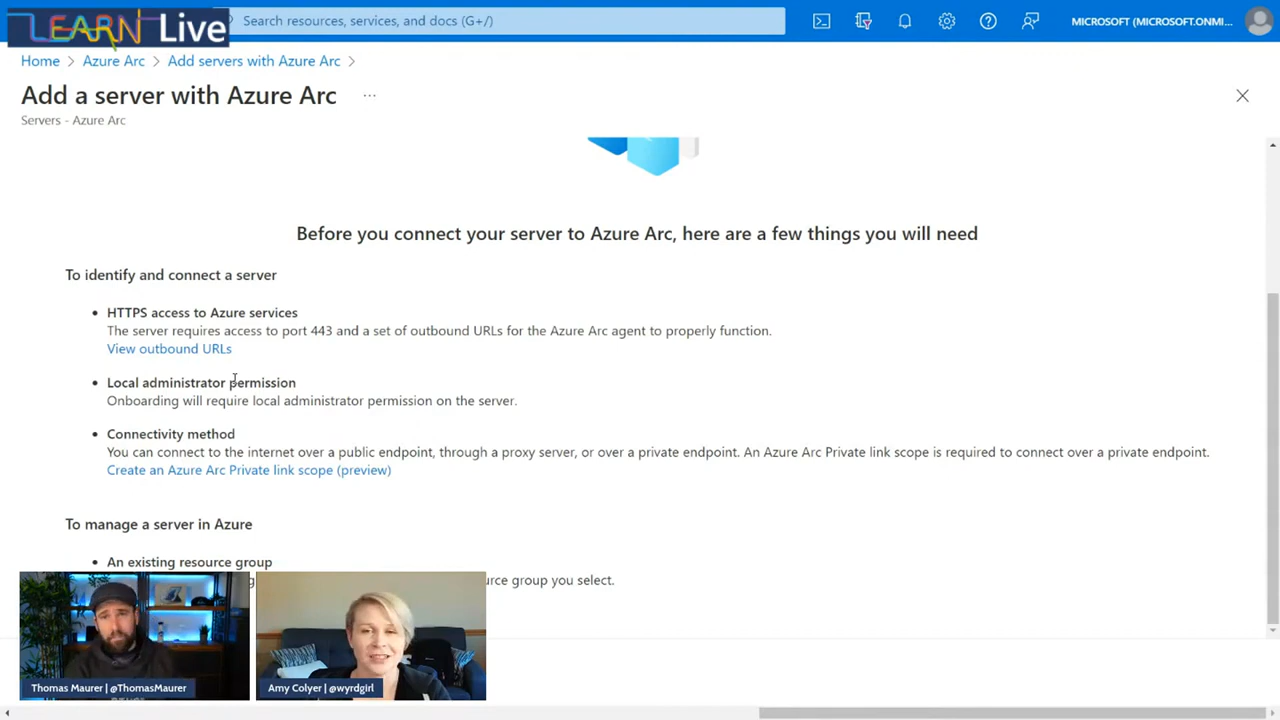 LEARN Live
Search resources, services, and docs (G+/)
MICROSOFT (MICROSOFT.ONMI...
Home > Azure Arc > Add servers with Azure Arc >
Add a server with Azure Arc ...
Servers - Azure Arc
Before you connect your server to Azure Arc, here are a few things you will need
To identify and connect a server
• HTTPS access to Azure services
The server requires access to port 443 and a set of outbound URLs for the Azure Arc agent to properly function.
View outbound URLs
• Local administrator permission
Onboarding will require local administrator permission on the server.
• Connectivity method
You can connect to the internet over a public endpoint, through a proxy server, or over a private endpoint. An Azure Arc Private link scope is required to connect over a private endpoint.
Create an Azure Arc Private link scope (preview)
To manage a server in Azure
• An existing resource group
group you select.
Thomas Maurer | @ThomasMaurer
Amy Colyer | @wyrdgirl